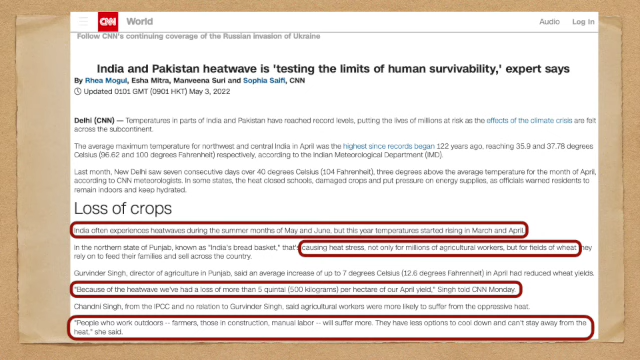 CNN World Audio Log In
Follow CNN's continuing coverage of the Russian invasion of Ukraine
India and Pakistan heatwave is 'testing the limits of human survivability,' expert says
By Rhea Mogul, Esha Mitra, Manveena Suri and Sophia Saifi, CNN
Updated 0101 GMT (0901 HKT) May 3, 2022
Delhi (CNN) — Temperatures in parts of India and Pakistan have reached record levels, putting the lives of millions at risk as the effects of the climate crisis are felt
across the subcontinent.
The average maximum temperature for northwest and central India in April was the highest since records began 122 years ago, reaching 35.9 and 37.78 degrees
Celsius (96.62 and 100 degrees Fahrenheit) respectively, according to the Indian Meteorological Department (IMD).
Last month, New Delhi saw seven consecutive days over 40 degrees Celsius (104 Fahrenheit), three degrees above the average temperature for the month of April,
according to CNN meteorologists. In some states, the heat closed schools, damaged crops and put pressure on energy supplies, as officials warned residents to
remain indoors and keep hydrated.
Loss of crops
India often experiences heatwaves during the summer months of May and June, but this year temperatures started rising in March and April.
In the northern state of Punjab, known as "India's bread basket," that's causing heat stress, not only for millions of agricultural workers, but for fields of wheat they
rely on to feed their families and sell across the country.
Gurvinder Singh, director of agriculture in Punjab, said an average increase of up to 7 degrees Celsius (12.6 degrees Fahrenheit) in April had reduced wheat yields.
"Because of the heatwave we've had a loss of more than 5 quintal (500 kilograms) per hectare of our April yield," Singh told CNN Monday.
Chandni Singh, from the IPCC and no relation to Gurvinder Singh, said agricultural workers were more likely to suffer from the oppressive heat.
"People who work outdoors -- farmers, those in construction, manual labor -- will suffer more. They have less options to cool down and can't stay away from the
heat," she said.